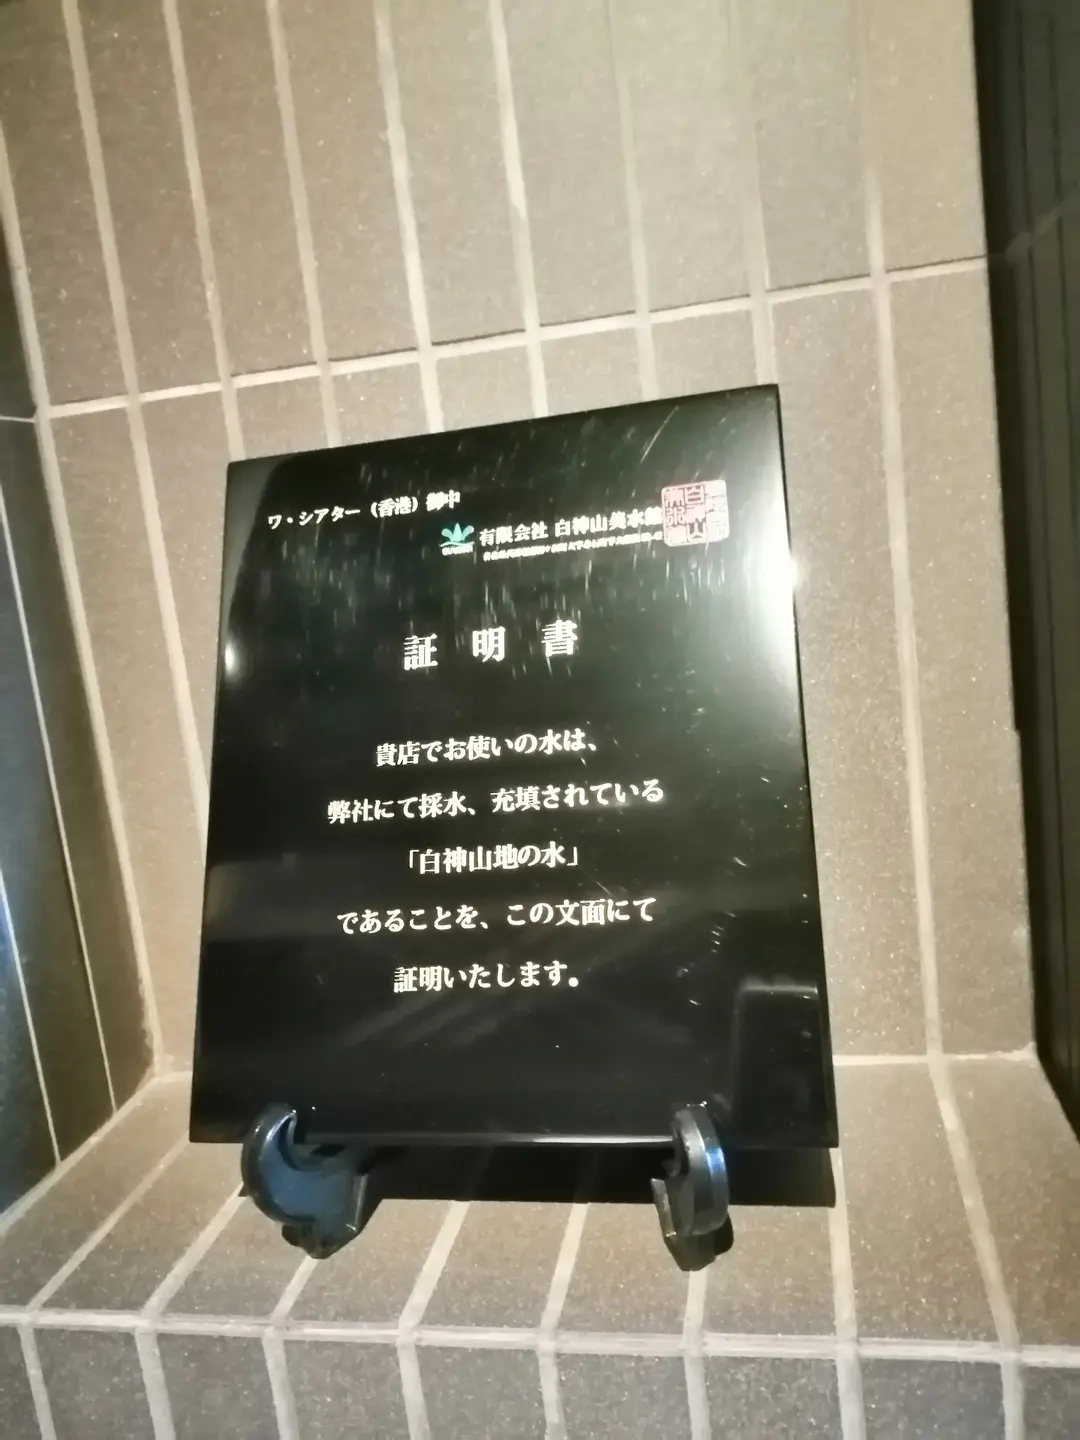 ワ・シアター（香港）御中
有限会社 白神山美水館
証 明 書
貴店でお使いの水は、
弊社にて採水、充填されている
「白神山地の水」
であることを、この文面にて
証明いたします。